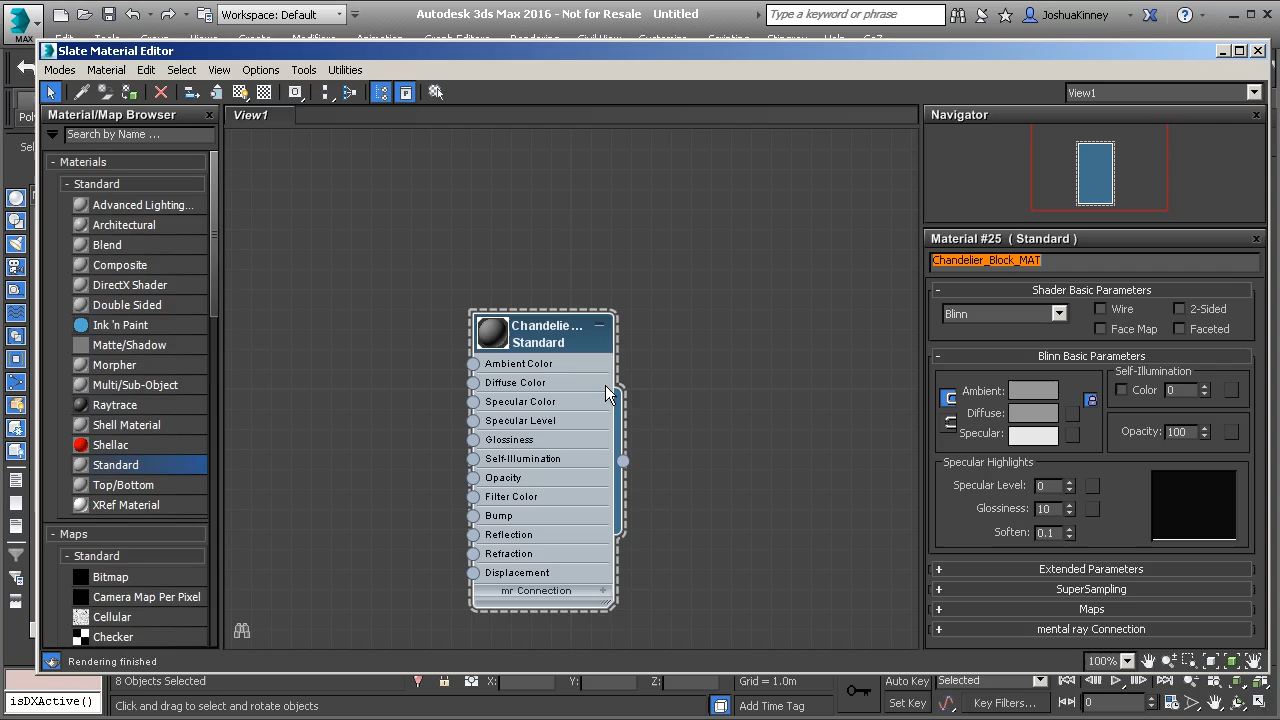 MAX
Workspace: Default
Autodesk 3ds Max 2016 - Not for Resale Untitled
Type a keyword or phrase
JoshuaKinney
Slate Material Editor
Modes Material Edit Select View Options Tools Utilities
View1
Material/Map Browser
Search by Name ...
- Materials
- Standard
Advanced Lighting...
Architectural
Blend
Composite
DirectX Shader
Double Sided
Ink 'n Paint
Matte/Shadow
Morpher
Multi/Sub-Object
Raytrace
Shell Material
Shellac
Standard
Top/Bottom
XRef Material
- Maps
- Standard
Bitmap
Camera Map Per Pixel
Cellular
Checker
View1
Chandelie...
Standard
Ambient Color
Diffuse Color
Specular Color
Specular Level
Glossiness
Self-Illumination
Opacity
Filter Color
Bump
Reflection
Refraction
Displacement
mr Connection +
Navigator
Material #25 ( Standard )
Chandelier_Block_MAT
- Shader Basic Parameters
Blinn
Wire
2-Sided
Face Map
Faceted
- Blinn Basic Parameters
Ambient:
Diffuse:
Specular:
Self-Illumination
Color 0
Opacity: 100
Specular Highlights
Specular Level: 0
Glossiness: 10
Soften: 0.1
+ Extended Parameters
+ SuperSampling
+ Maps
+ mental ray Connection
Rendering finished
100%
8 Objects Selected
X:
Y:
Z:
Grid = 1.0m
Auto Key
Selected
isDXActive()
Click and drag to select and rotate objects
Add Time Tag
Set Key
Key Filters...
0